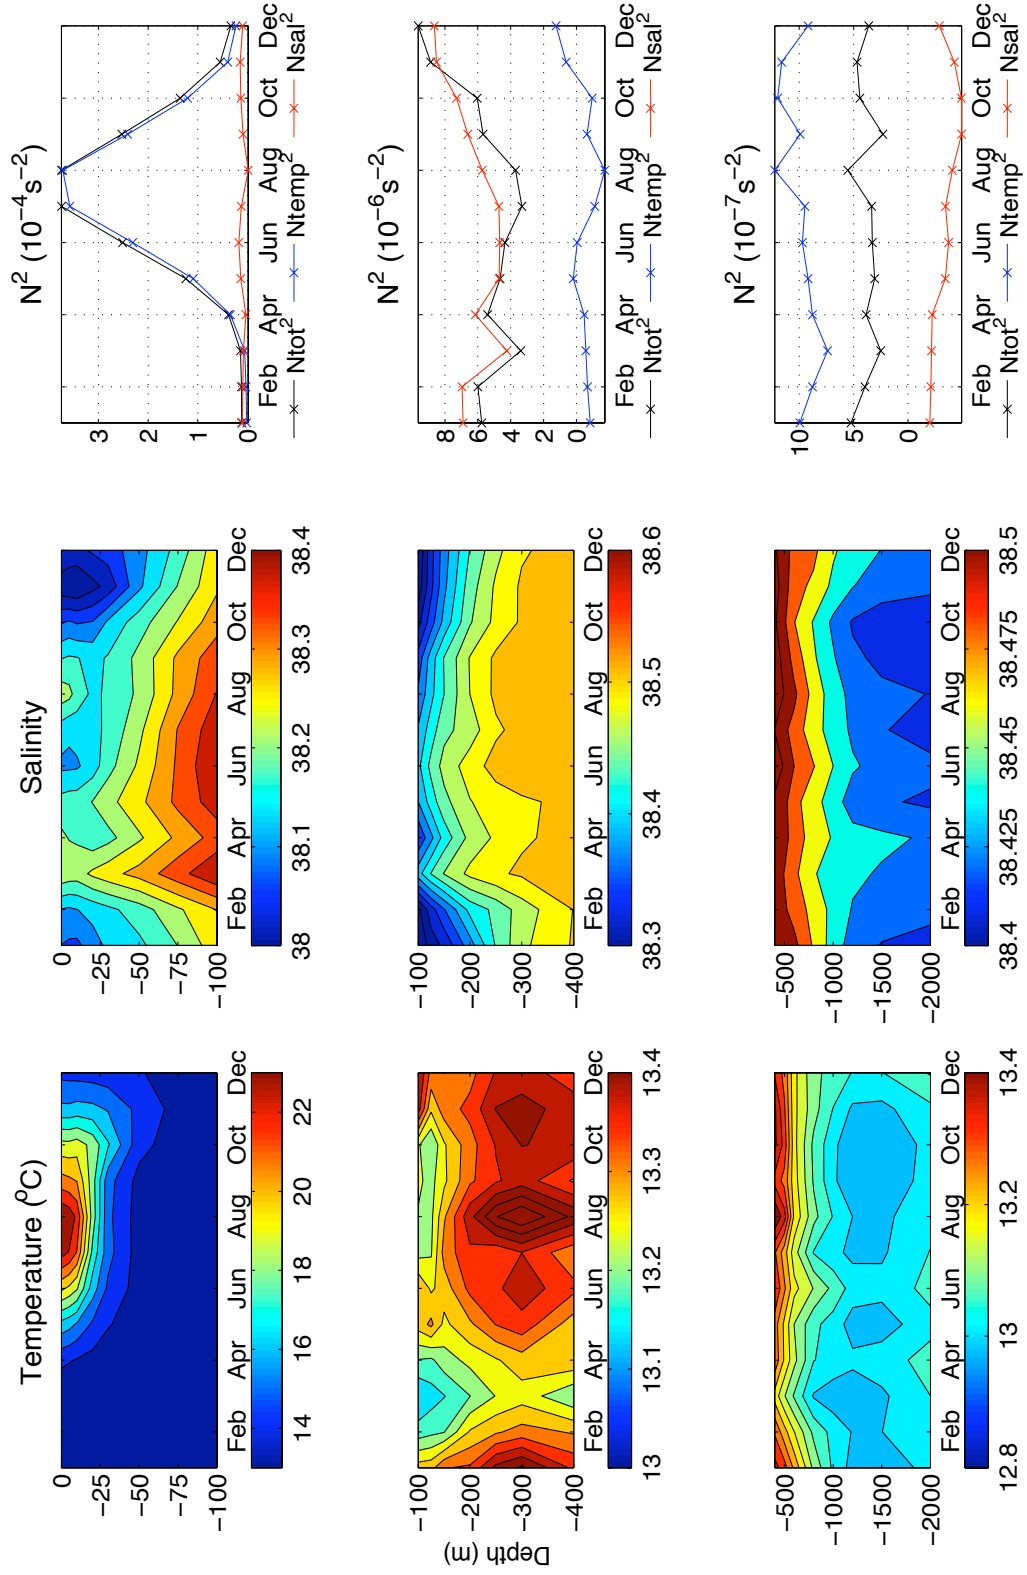 Temperature (⁰C)
0
−25
−50
−75
−100
Feb Apr Jun Aug Oct Dec
14 16 18 20 22
Salinity
0
−25
−50
−75
−100
Feb Apr Jun Aug Oct Dec
38 38.1 38.2 38.3 38.4
N² (10⁻⁴s⁻²)
3
2
1
0
Feb Apr Jun Aug Oct Dec
Ntot² Ntemp² Nsal²
Depth (m)
−100
−200
−300
−400
Feb Apr Jun Aug Oct Dec
13 13.1 13.2 13.3 13.4
−100
−200
−300
−400
Feb Apr Jun Aug Oct Dec
38.3 38.4 38.5 38.6
N² (10⁻⁶s⁻²)
8
6
4
2
0
Feb Apr Jun Aug Oct Dec
Ntot² Ntemp² Nsal²
−500
−1000
−1500
−2000
Feb Apr Jun Aug Oct Dec
12.8 13 13.2 13.4
−500
−1000
−1500
−2000
Feb Apr Jun Aug Oct Dec
38.4 38.425 38.45 38.475 38.5
N² (10⁻⁷s⁻²)
10
5
0
Feb Apr Jun Aug Oct Dec
Ntot² Ntemp² Nsal²